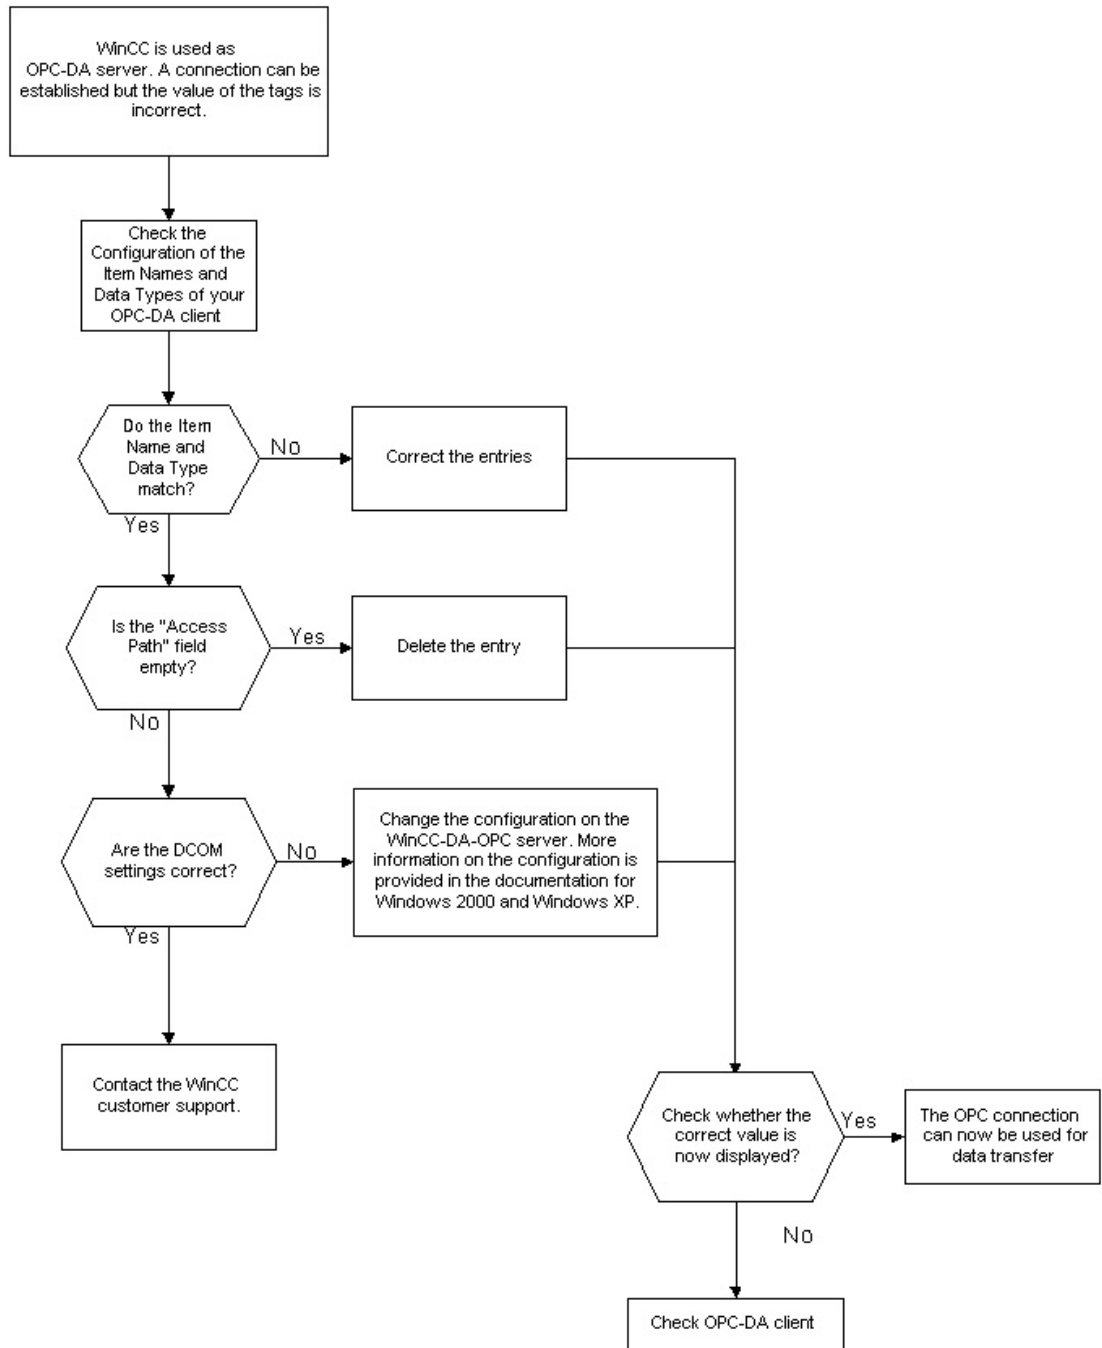 WinCC is used as
OPC-DA server. A connection can be
established but the value of the tags is
incorrect.
Check the
Configuration of the
Item Names and
Data Types of your
OPC-DA client
Do the Item
Name and
Data Type
match?
No
Correct the entries
Yes
Is the "Access
Path" field
empty?
Yes
Delete the entry
No
Are the DCOM
settings correct?
No
Change the configuration on the
WinCC-DA-OPC server. More
information on the configuration is
provided in the documentation for
Windows 2000 and Windows XP.
Yes
Contact the WinCC
customer support.
Check whether the
correct value is
now displayed?
Yes
The OPC connection
can now be used for
data transfer
No
Check OPC-DA client